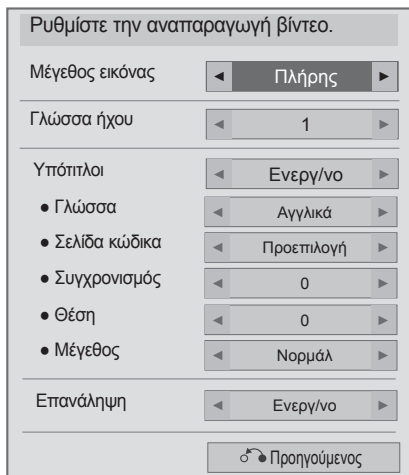 Ρυθμίστε την αναπαραγωγή βίντεο.
Μέγεθος εικόνας ◄ Πλήρης ►
Γλώσσα ήχου ◄ 1 ►
Υπότιτλοι ◄ Ενεργ/νο ►
● Γλώσσα ◄ Αγγλικά ►
● Σελίδα κώδικα ◄ Προεπιλογή ►
● Συγχρονισμός ◄ 0 ►
● Θέση ◄ 0 ►
● Μέγεθος ◄ Νορμάλ ►
Επανάληψη ◄ Ενεργ/νο ►
Προηγούμενος